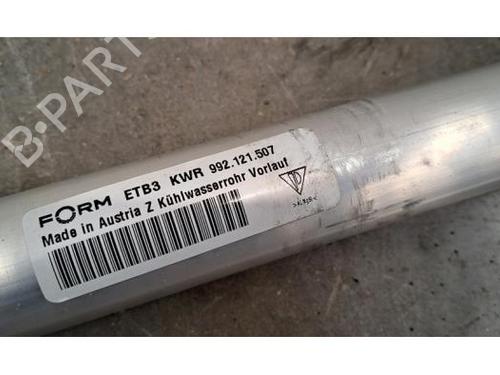 B-PARTS
FORM ETB3 KWR 992.121.507
Made in Austria Z Kühlwasserrohr Vorlauf